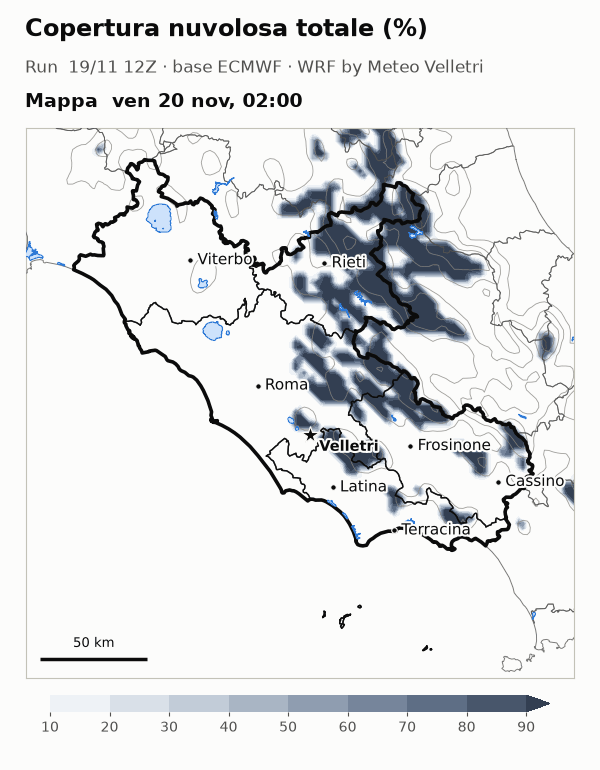 Copertura nuvolosa totale (%)
Run 19/11 12Z · base ECMWF · WRF by Meteo Velletri
Mappa ven 20 nov, 02:00
Viterbo
Rieti
Roma
Velletri
Frosinone
Cassino
Latina
Terracina
50 km
10 20 30 40 50 60 70 80 90